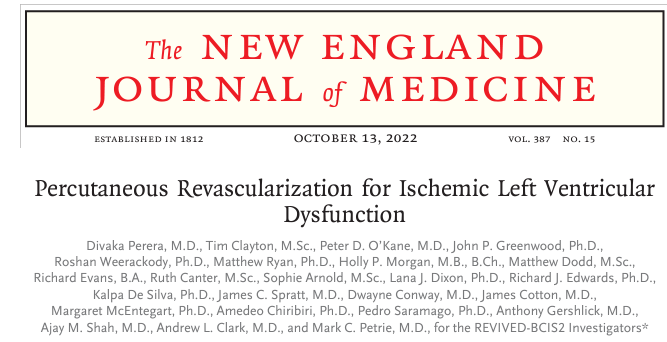 The NEW ENGLAND
JOURNAL of MEDICINE
ESTABLISHED IN 1812
OCTOBER 13, 2022
VOL. 387 NO. 15
Percutaneous Revascularization for Ischemic Left Ventricular
Dysfunction
Divaka Perera, M.D., Tim Clayton, M.Sc., Peter D. O'Kane, M.D., John P. Greenwood, Ph.D.,
Roshan Weerackody, Ph.D., Matthew Ryan, Ph.D., Holly P. Morgan, M.B., B.Ch., Matthew Dodd, M.Sc.,
Richard Evans, B.A., Ruth Canter, M.Sc., Sophie Arnold, M.Sc., Lana J. Dixon, Ph.D., Richard J. Edwards, Ph.D.,
Kalpa De Silva, Ph.D., James C. Spratt, M.D., Dwayne Conway, M.D., James Cotton, M.D.,
Margaret McEntegart, Ph.D., Amedeo Chiribiri, Ph.D., Pedro Saramago, Ph.D., Anthony Gershlick, M.D.,
Ajay M. Shah, M.D., Andrew L. Clark, M.D., and Mark C. Petrie, M.D., for the REVIVED-BCIS2 Investigators*